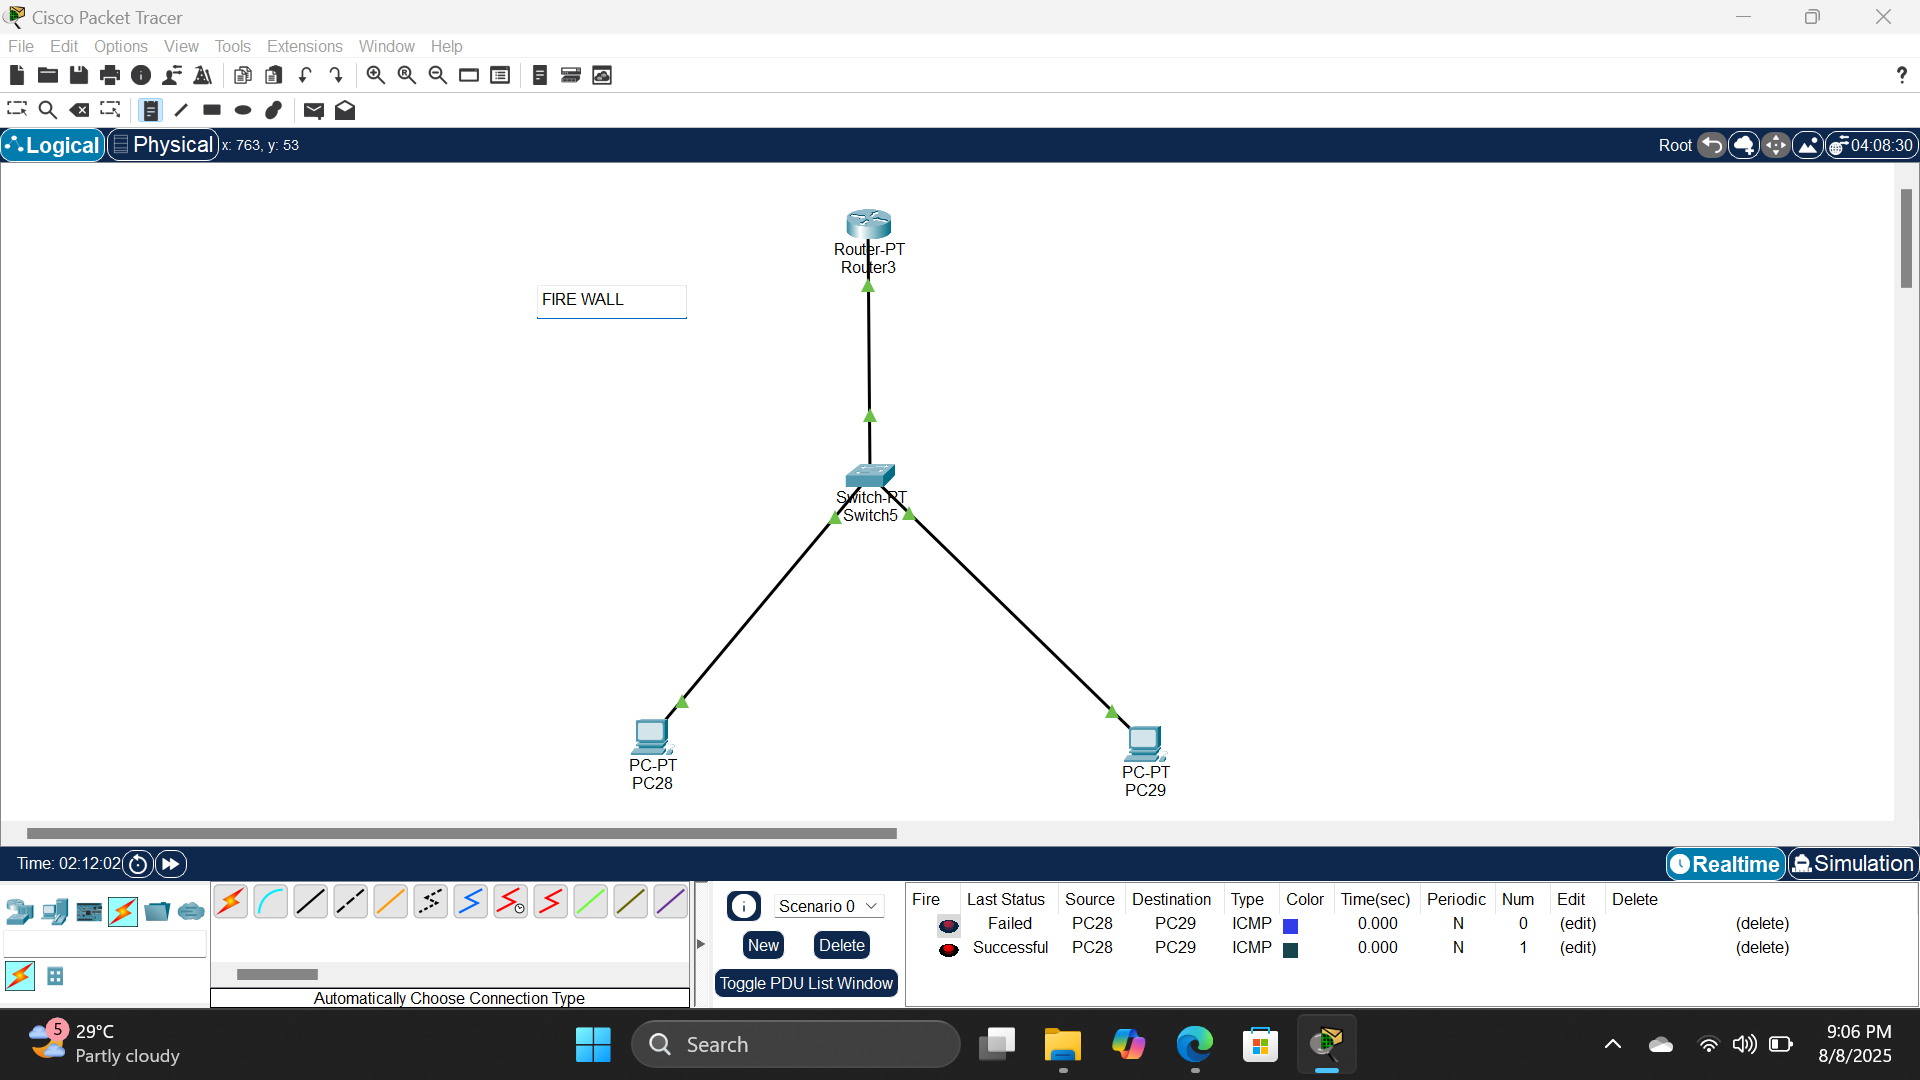 Cisco Packet Tracer
File Edit Options View Tools Extensions Window Help
?
Logical Physical x: 763, y: 53 Root 04:08:30
Router-PT
Router3
FIRE WALL
Switch-PT
Switch5
PC-PT
PC28
PC-PT
PC29
Time: 02:12:02 Realtime Simulation
Scenario 0
New Delete
Toggle PDU List Window
Automatically Choose Connection Type
Fire Last Status Source Destination Type Color Time(sec) Periodic Num Edit Delete
Failed PC28 PC29 ICMP 0.000 N 0 (edit) (delete)
Successful PC28 PC29 ICMP 0.000 N 1 (edit) (delete)
5 29°C
Partly cloudy
Search
9:06 PM
8/8/2025